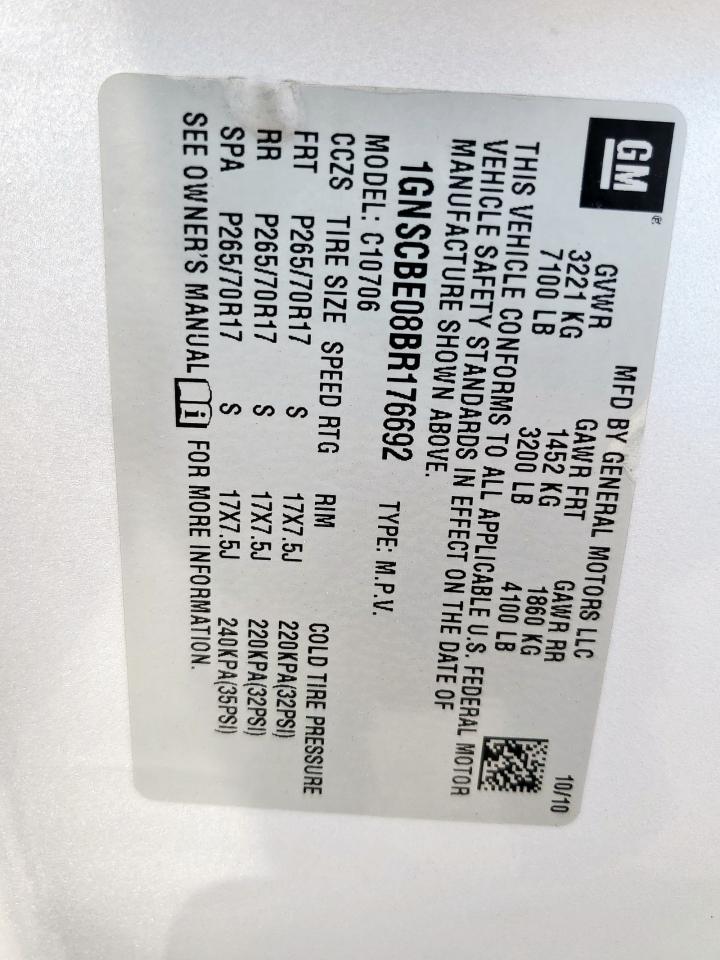 GM®
MFD BY GENERAL MOTORS LLC 10/10
GVWR GAWR FRT GAWR RR
3221 KG 1452 KG 1860 KG
7100 LB 3200 LB 4100 LB
THIS VEHICLE CONFORMS TO ALL APPLICABLE U.S. FEDERAL MOTOR
VEHICLE SAFETY STANDARDS IN EFFECT ON THE DATE OF
MANUFACTURE SHOWN ABOVE.
1GNSCBE08BR176692 TYPE: M.P.V.
MODEL: C10706
CCZS TIRE SIZE SPEED RTG RIM COLD TIRE PRESSURE
FRT P265/70R17 S 17X7.5J 220KPA(32PSI)
RR P265/70R17 S 17X7.5J 220KPA(32PSI)
SPA P265/70R17 S 17X7.5J 240KPA(35PSI)
SEE OWNER'S MANUAL i FOR MORE INFORMATION.